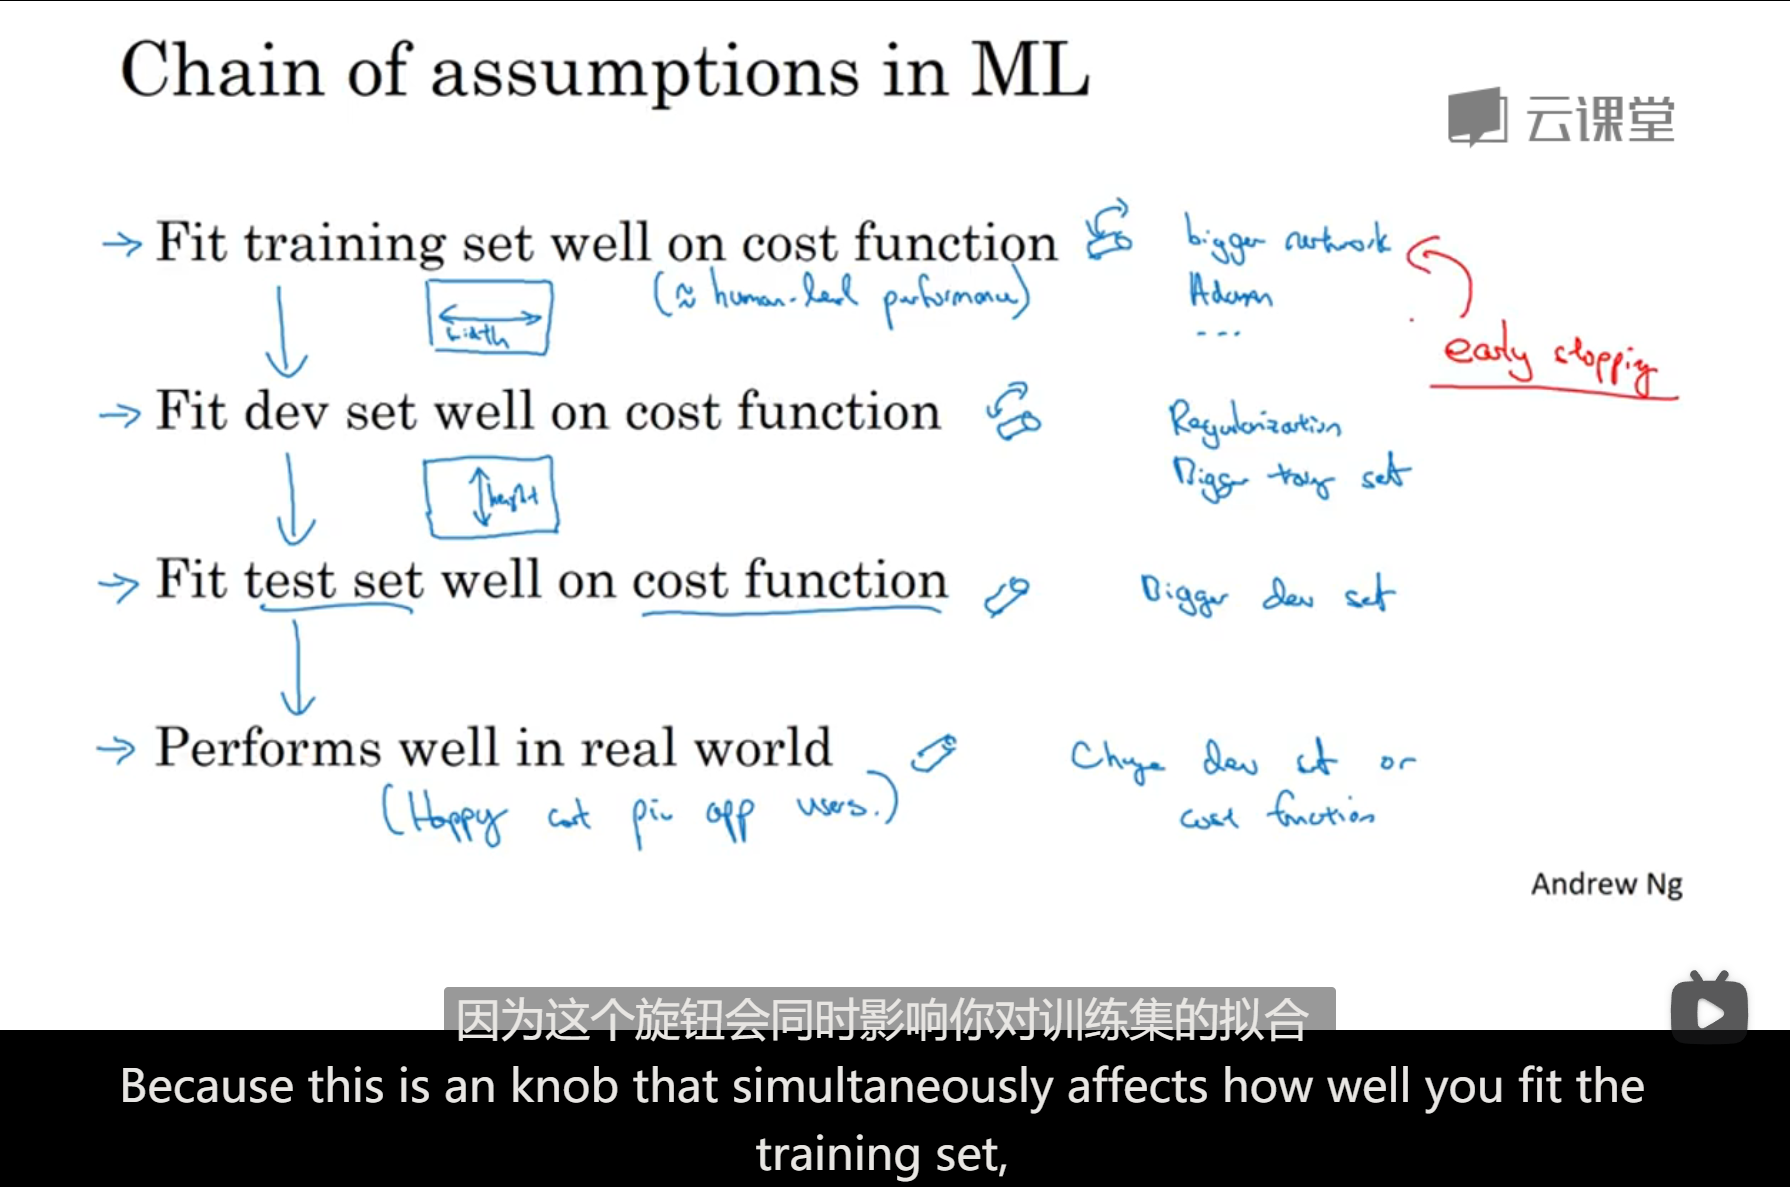 Chain of assumptions in ML
云课堂
Fit training set well on cost function
bigger network
(≈ human-level performance)
Adam
...
width
early stopping
Fit dev set well on cost function
Regularization
Bigger training set
height
Fit test set well on cost function
Bigger dev set
Performs well in real world
Change dev set or
cost function
(Happy cat pic app users.)
Andrew Ng
因为这个旋钮会同时影响你对训练集的拟合
Because this is an knob that simultaneously affects how well you fit the
training set,